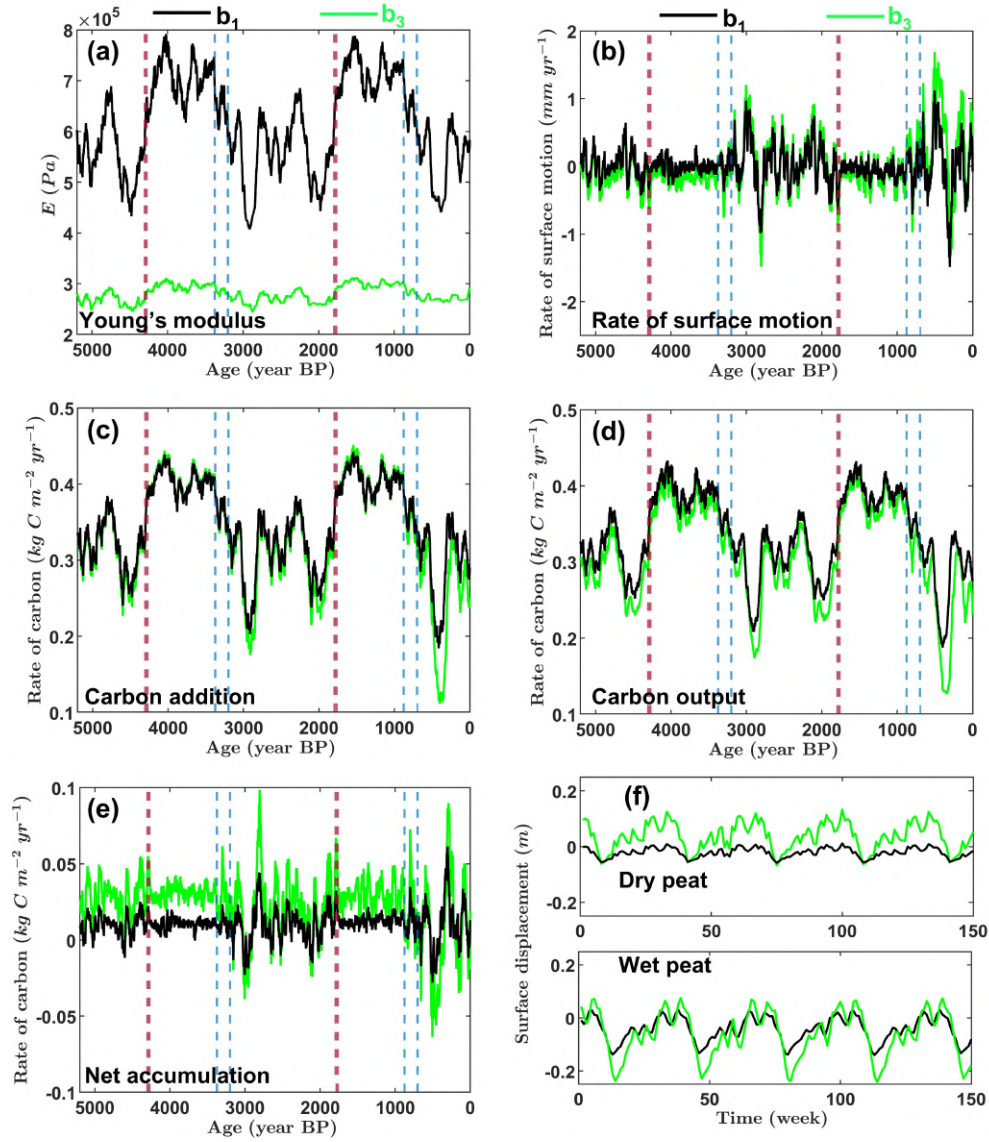 b₁ b₃ b₁ b₃
×10⁵
(a)
8
7
6
5
4
3
2
E (Pa)
Young's modulus
5000 4000 3000 2000 1000 0
Age (year BP)
(b)
2
1
0
-1
-2
Rate of surface motion (mm yr⁻¹)
Rate of surface motion
5000 4000 3000 2000 1000 0
Age (year BP)
(c)
0.5
0.4
0.3
0.2
0.1
Rate of carbon (kg C m⁻² yr⁻¹)
Carbon addition
5000 4000 3000 2000 1000 0
Age (year BP)
(d)
0.5
0.4
0.3
0.2
0.1
Rate of carbon (kg C m⁻² yr⁻¹)
Carbon output
5000 4000 3000 2000 1000 0
Age (year BP)
(e)
0.1
0.05
0
-0.05
-0.1
Rate of carbon (kg C m⁻² yr⁻¹)
Net accumulation
5000 4000 3000 2000 1000 0
Age (year BP)
(f)
0.2
0
-0.2
Dry peat
0 50 100 150
Surface displacement (m)
Wet peat
0.2
0
-0.2
0 50 100 150
Time (week)